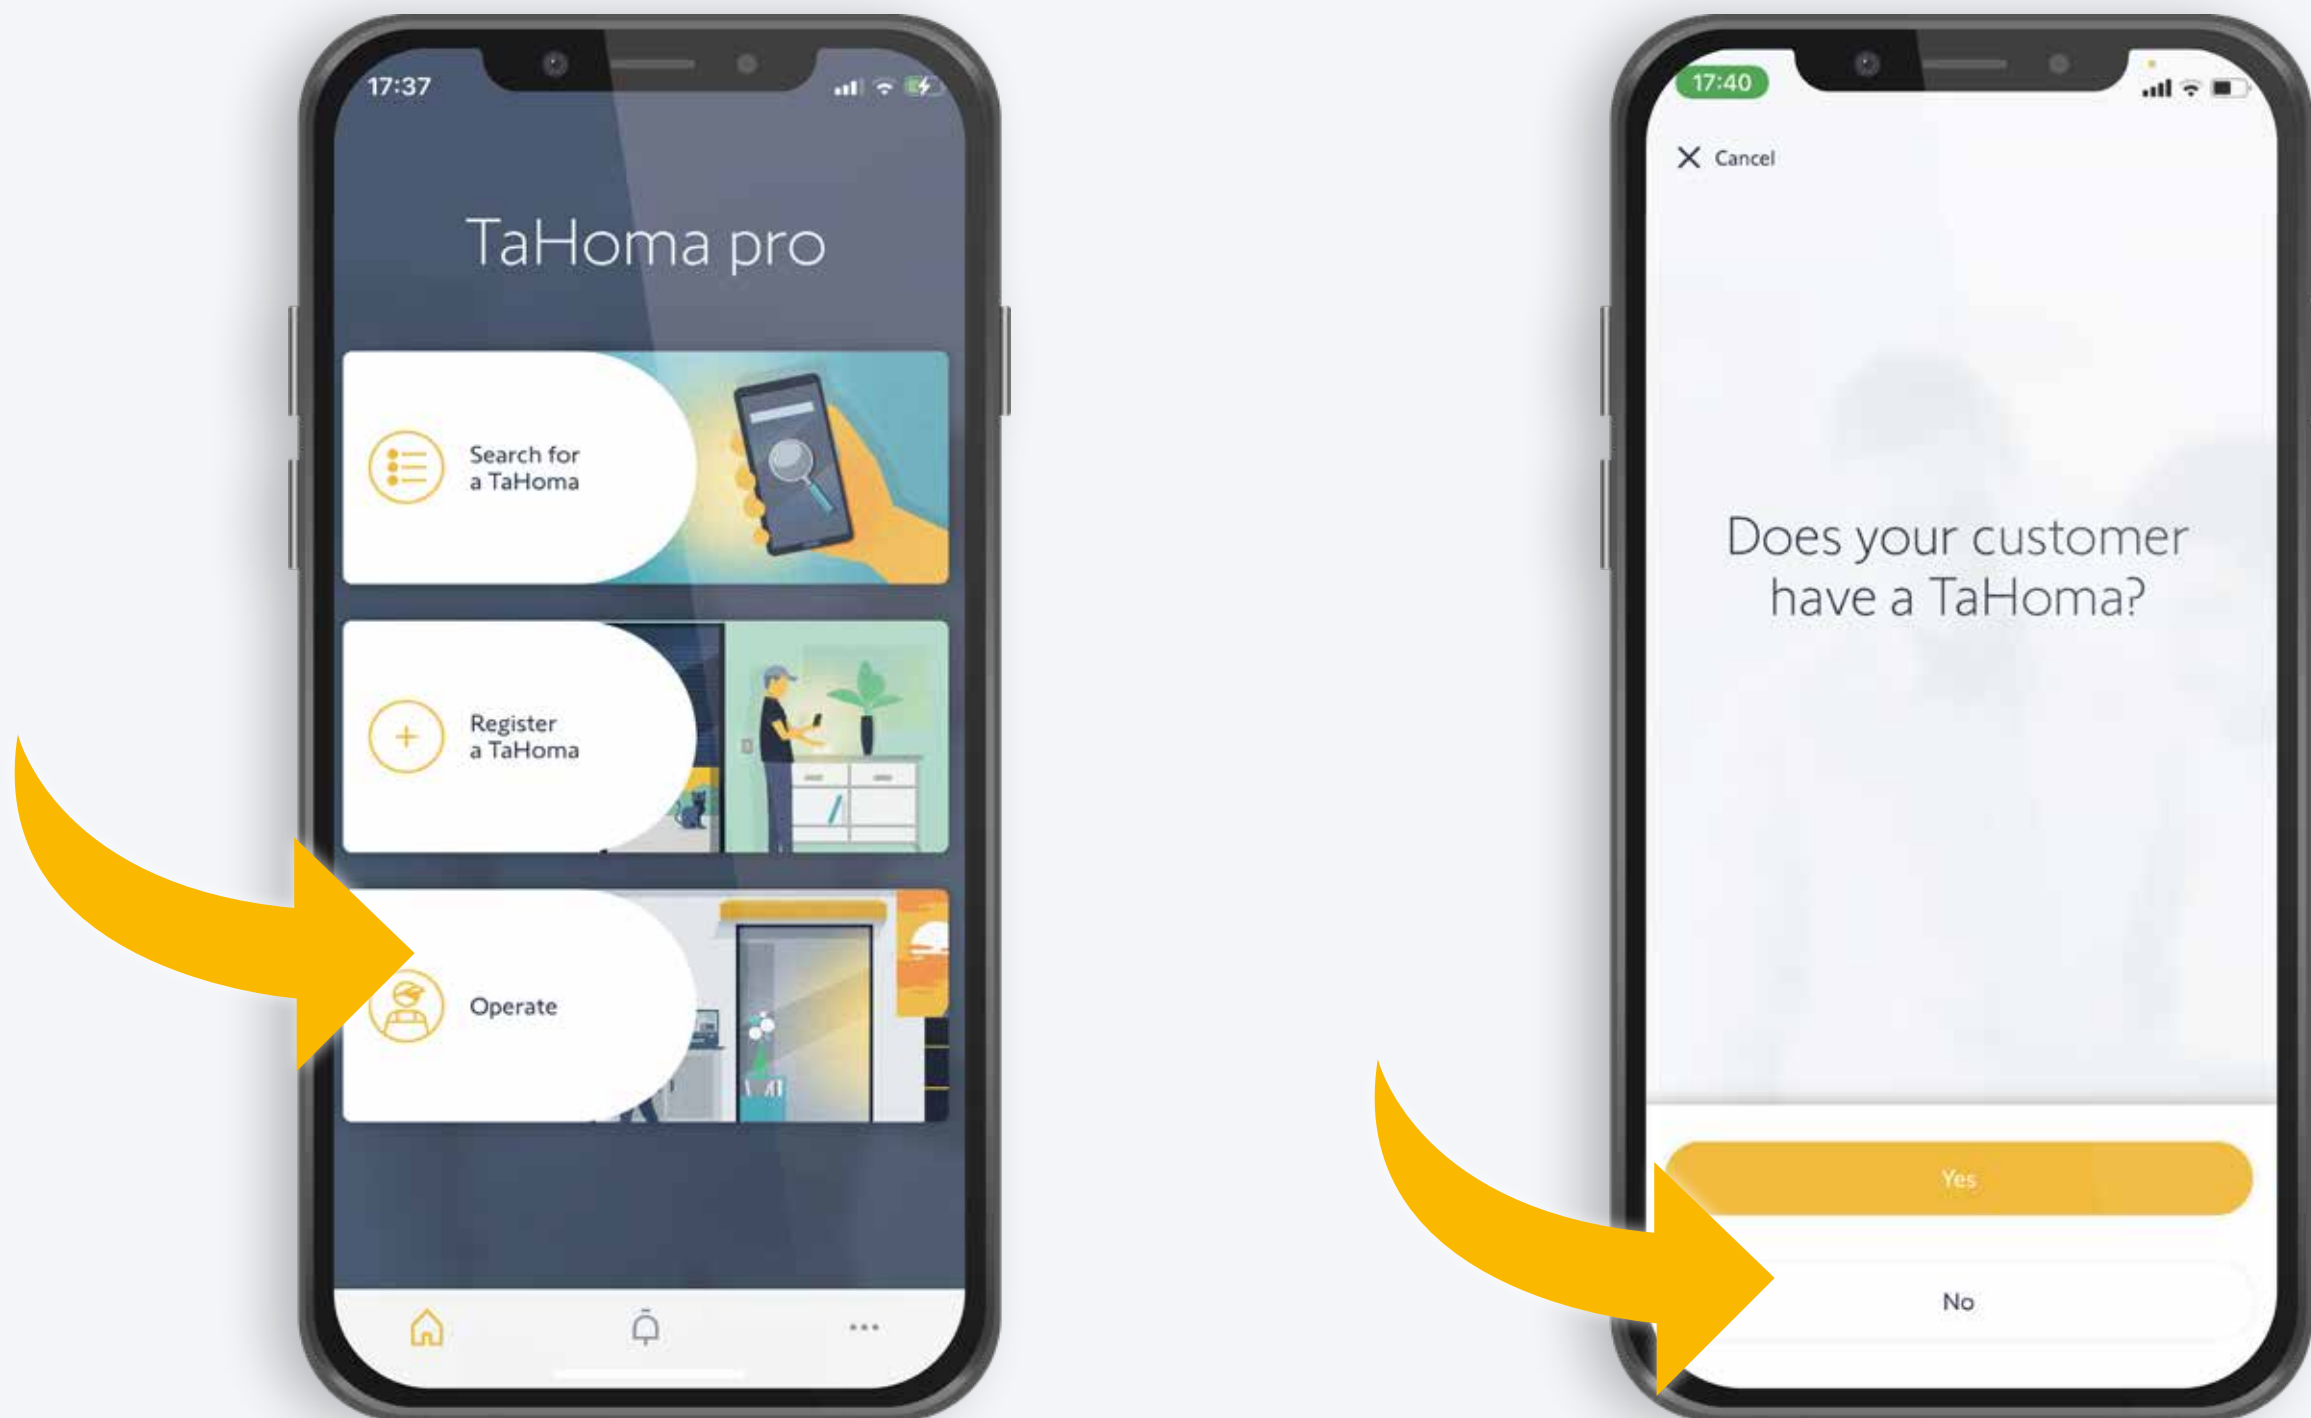 17:37
TaHoma pro
Search for
a TaHoma
Register
a TaHoma
Operate
17:40
Cancel
Does your customer
have a TaHoma?
Yes
No